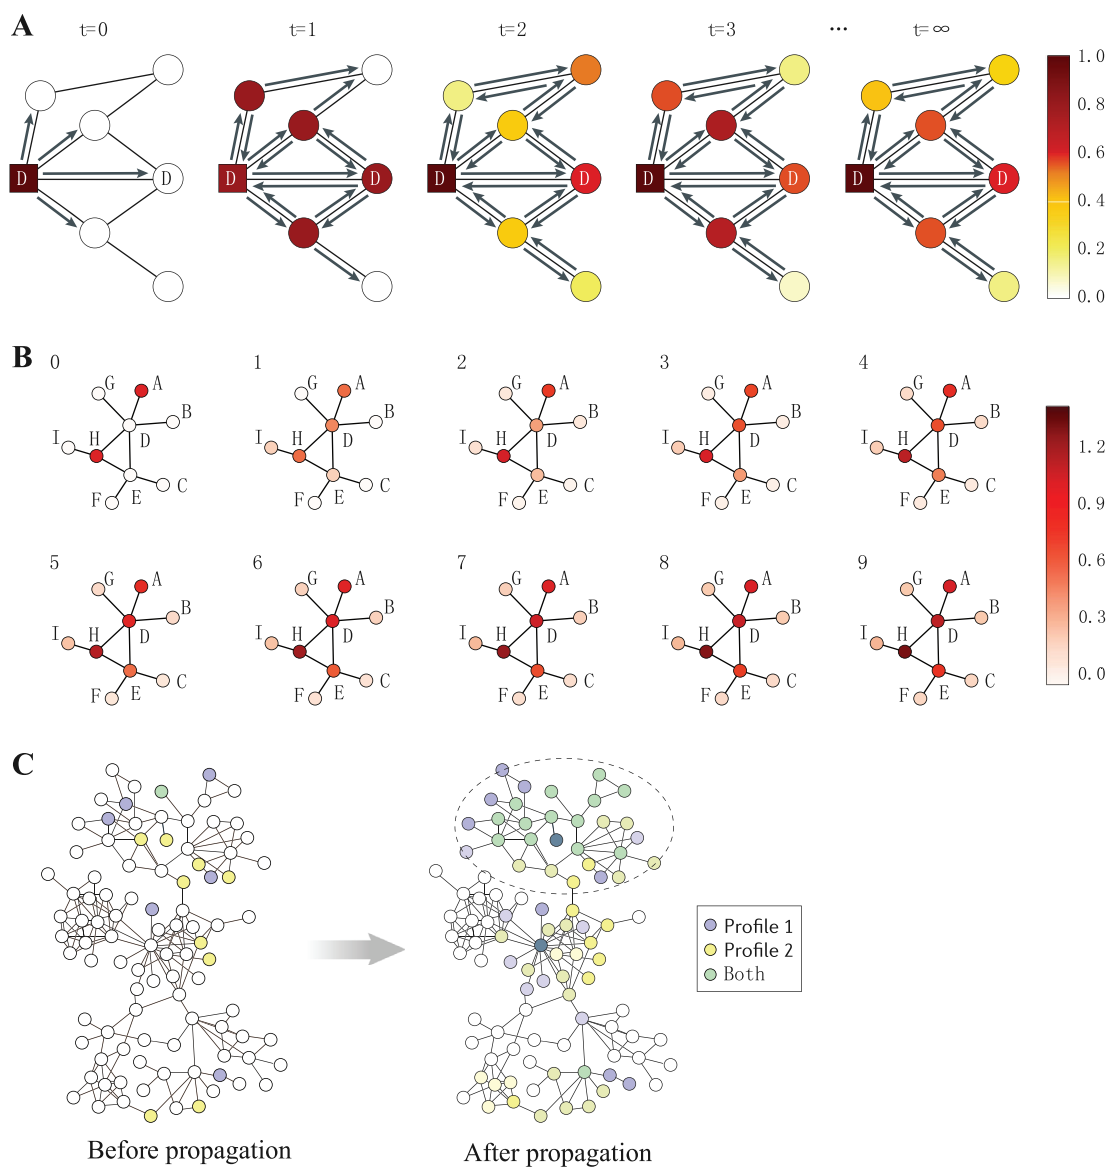 A
t=0 t=1 t=2 t=3 ... t=∞
1.0
0.8
D D D D D D D D D D
0.6
0.4
0.2
0.0
B
0 1 2 3 4
G A G A G A G A G A
B B B B B
I H D I H D I H D I H D I H D
F E C F E C F E C F E C F E C
1.2
0.9
5 6 7 8 9
G A G A G A G A G A
B B B B B
I H D I H D I H D I H D I H D
F E C F E C F E C F E C F E C
0.6
0.3
0.0
C
Profile 1
Profile 2
Both
Before propagation
After propagation